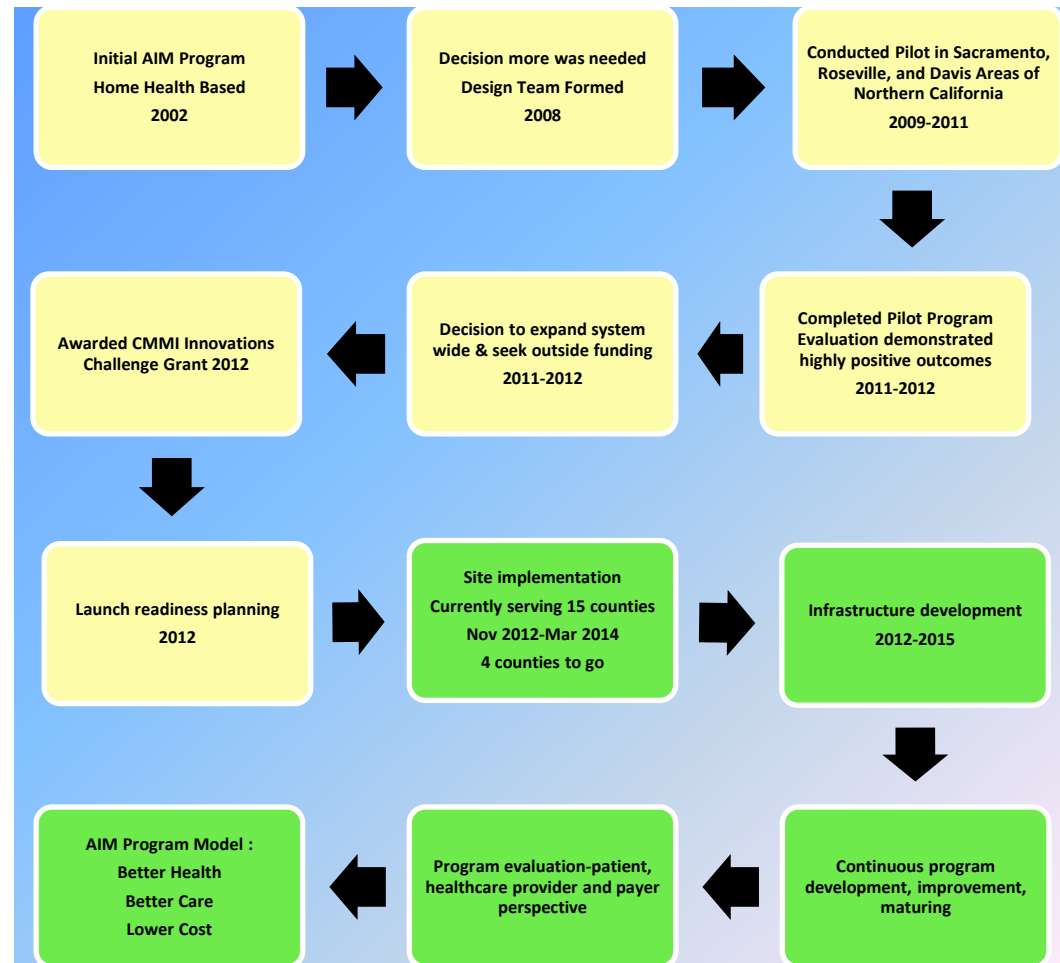 Initial AIM Program
Home Health Based
2002
Decision more was needed
Design Team Formed
2008
Conducted Pilot in Sacramento,
Roseville, and Davis Areas of
Northern California
2009-2011
Completed Pilot Program
Evaluation demonstrated
highly positive outcomes
2011-2012
Decision to expand system
wide & seek outside funding
2011-2012
Awarded CMMI Innovations
Challenge Grant 2012
Launch readiness planning
2012
Site implementation
Currently serving 15 counties
Nov 2012-Mar 2014
4 counties to go
Infrastructure development
2012-2015
Continuous program
development, improvement,
maturing
Program evaluation-patient,
healthcare provider and payer
perspective
AIM Program Model :
Better Health
Better Care
Lower Cost